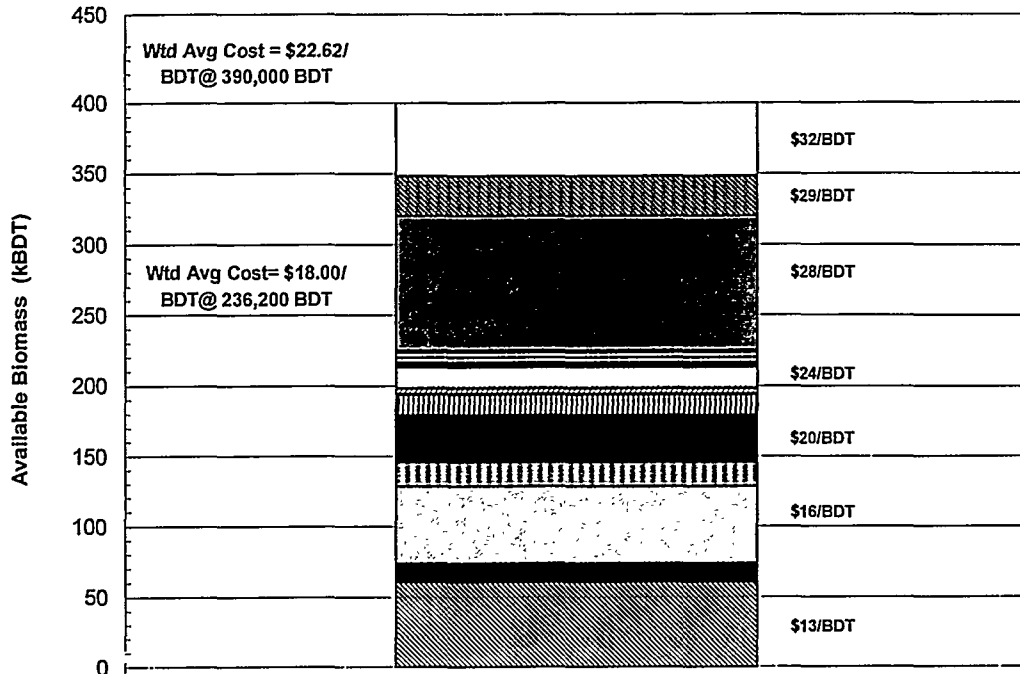 450
Wtd Avg Cost = $22.62/
BDT@ 390,000 BDT
400
$32/BDT
350
$29/BDT
300
Wtd Avg Cost= $18.00/
BDT@ 236,200 BDT
$28/BDT
250
200
$24/BDT
$20/BDT
150
$16/BDT
100
50
$13/BDT
0
Available Biomass (kBDT)